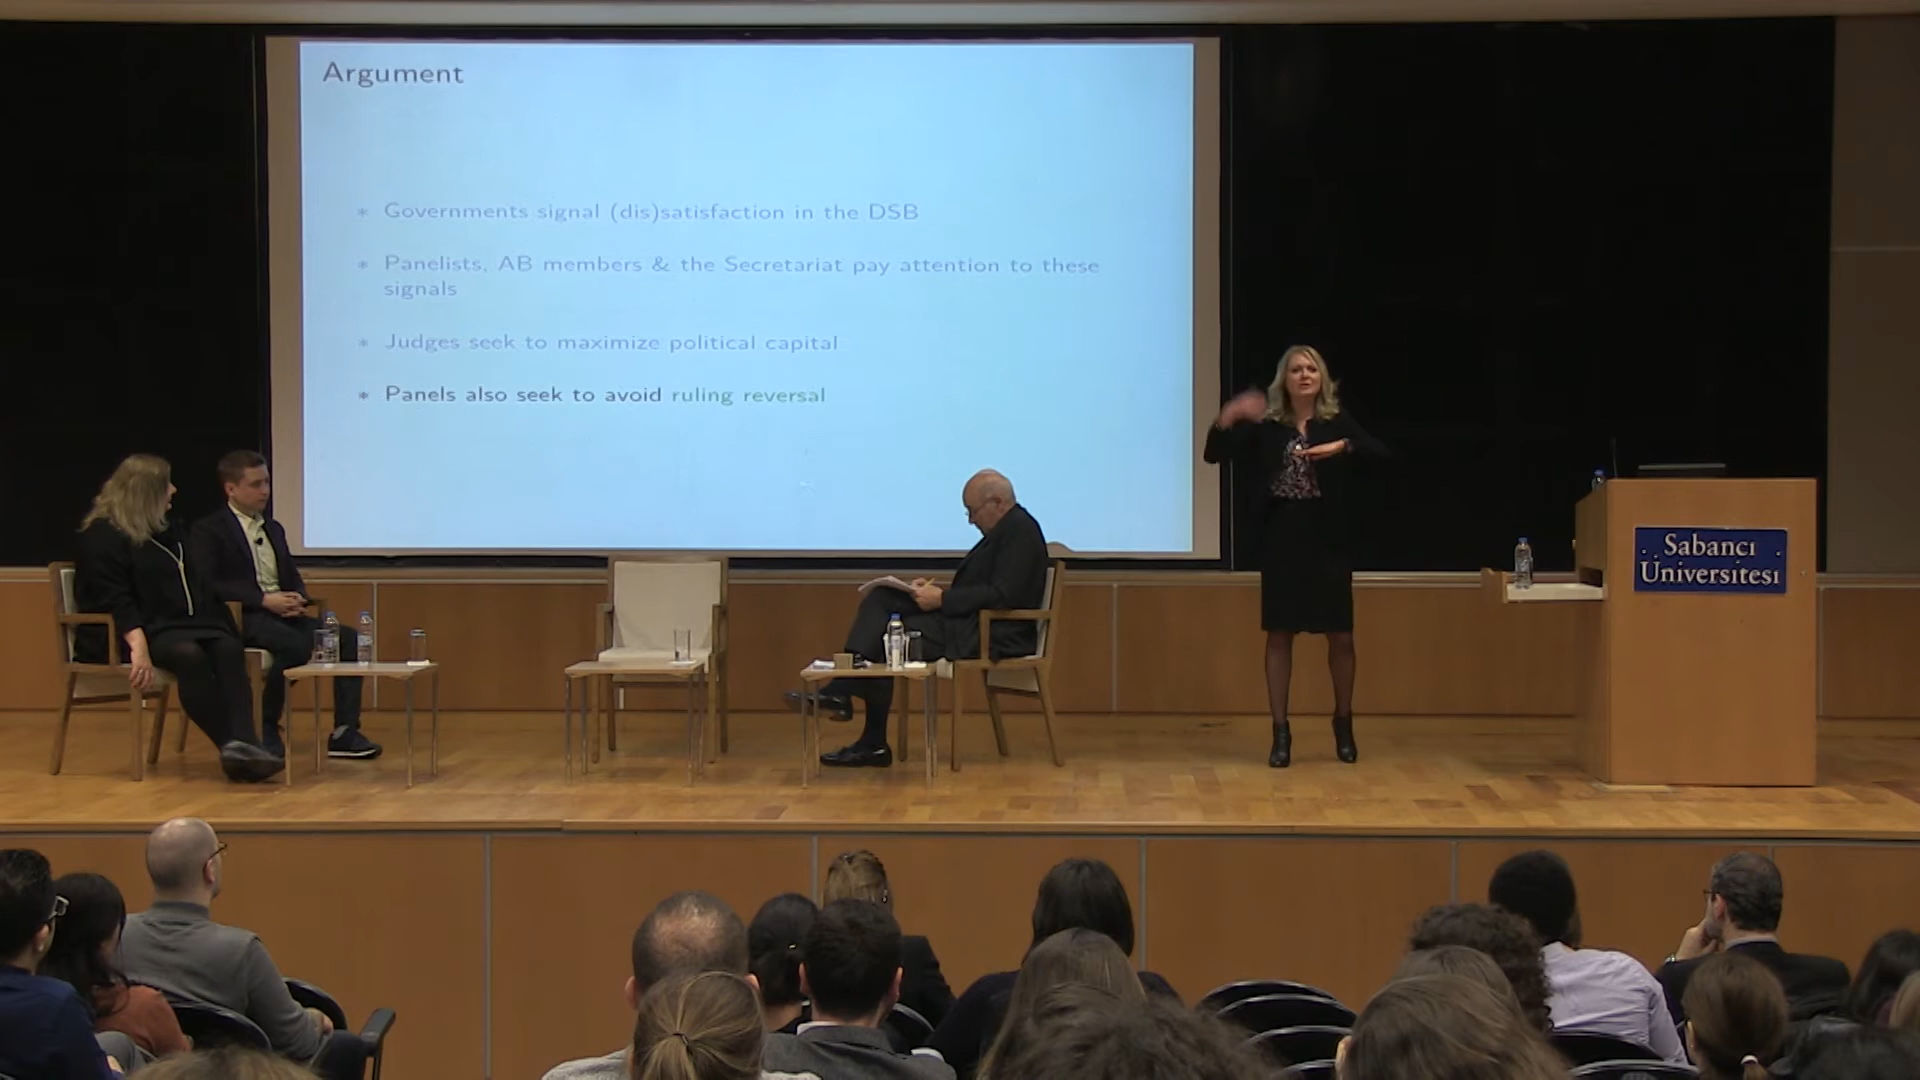 Argument
* Governments signal (dis)satisfaction in the DSB
* Panelists, AB members & the Secretariat pay attention to these
signals
* Judges seek to maximize political capital
* Panels also seek to avoid ruling reversal
Sabancı
Üniversitesi